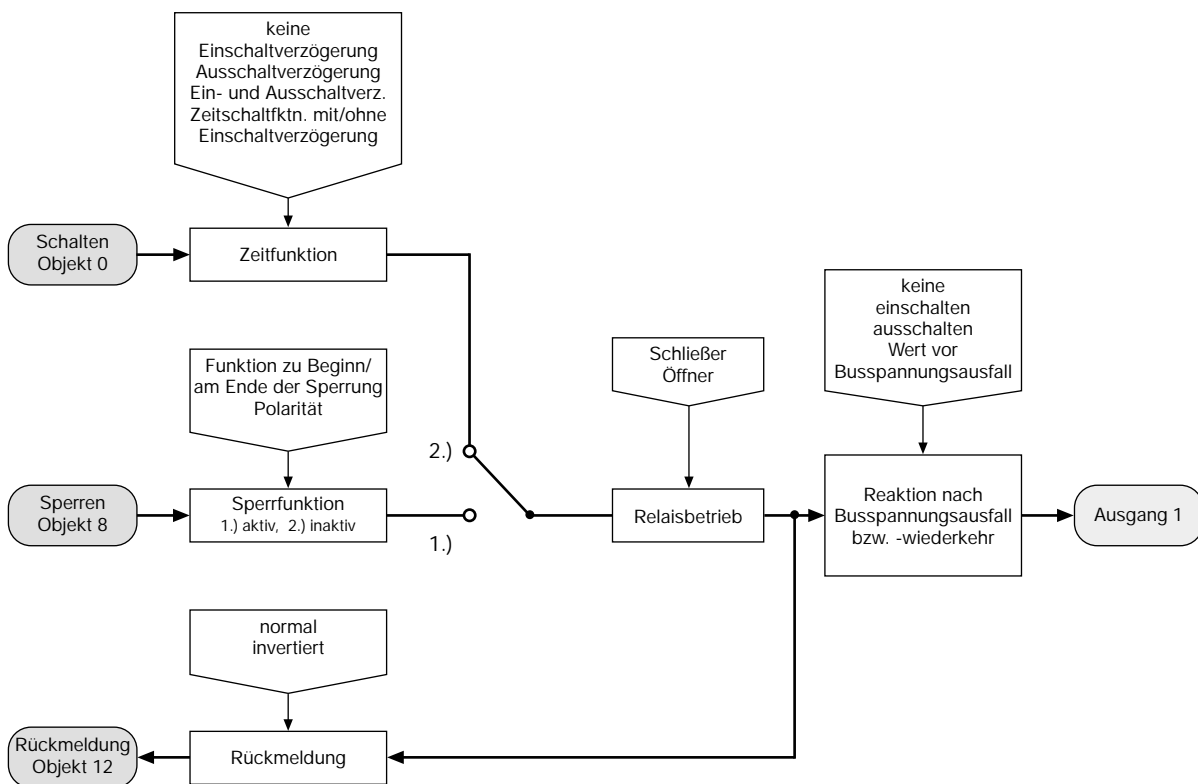 keine
Einschaltverzögerung
Ausschaltverzögerung
Ein- und Ausschaltverz.
Zeitschaltfktn. mit/ohne
Einschaltverzögerung
Schalten
Objekt 0
Zeitfunktion
keine
einschalten
ausschalten
Wert vor
Busspannungsausfall
Schließer
Öffner
Funktion zu Beginn/
am Ende der Sperrung
Polarität
2.)
Sperren
Objekt 8
Sperrfunktion
1.) aktiv, 2.) inaktiv
1.)
Relaisbetrieb
Reaktion nach
Busspannungsausfall
bzw. -wiederkehr
Ausgang 1
normal
invertiert
Rückmeldung
Objekt 12
Rückmeldung